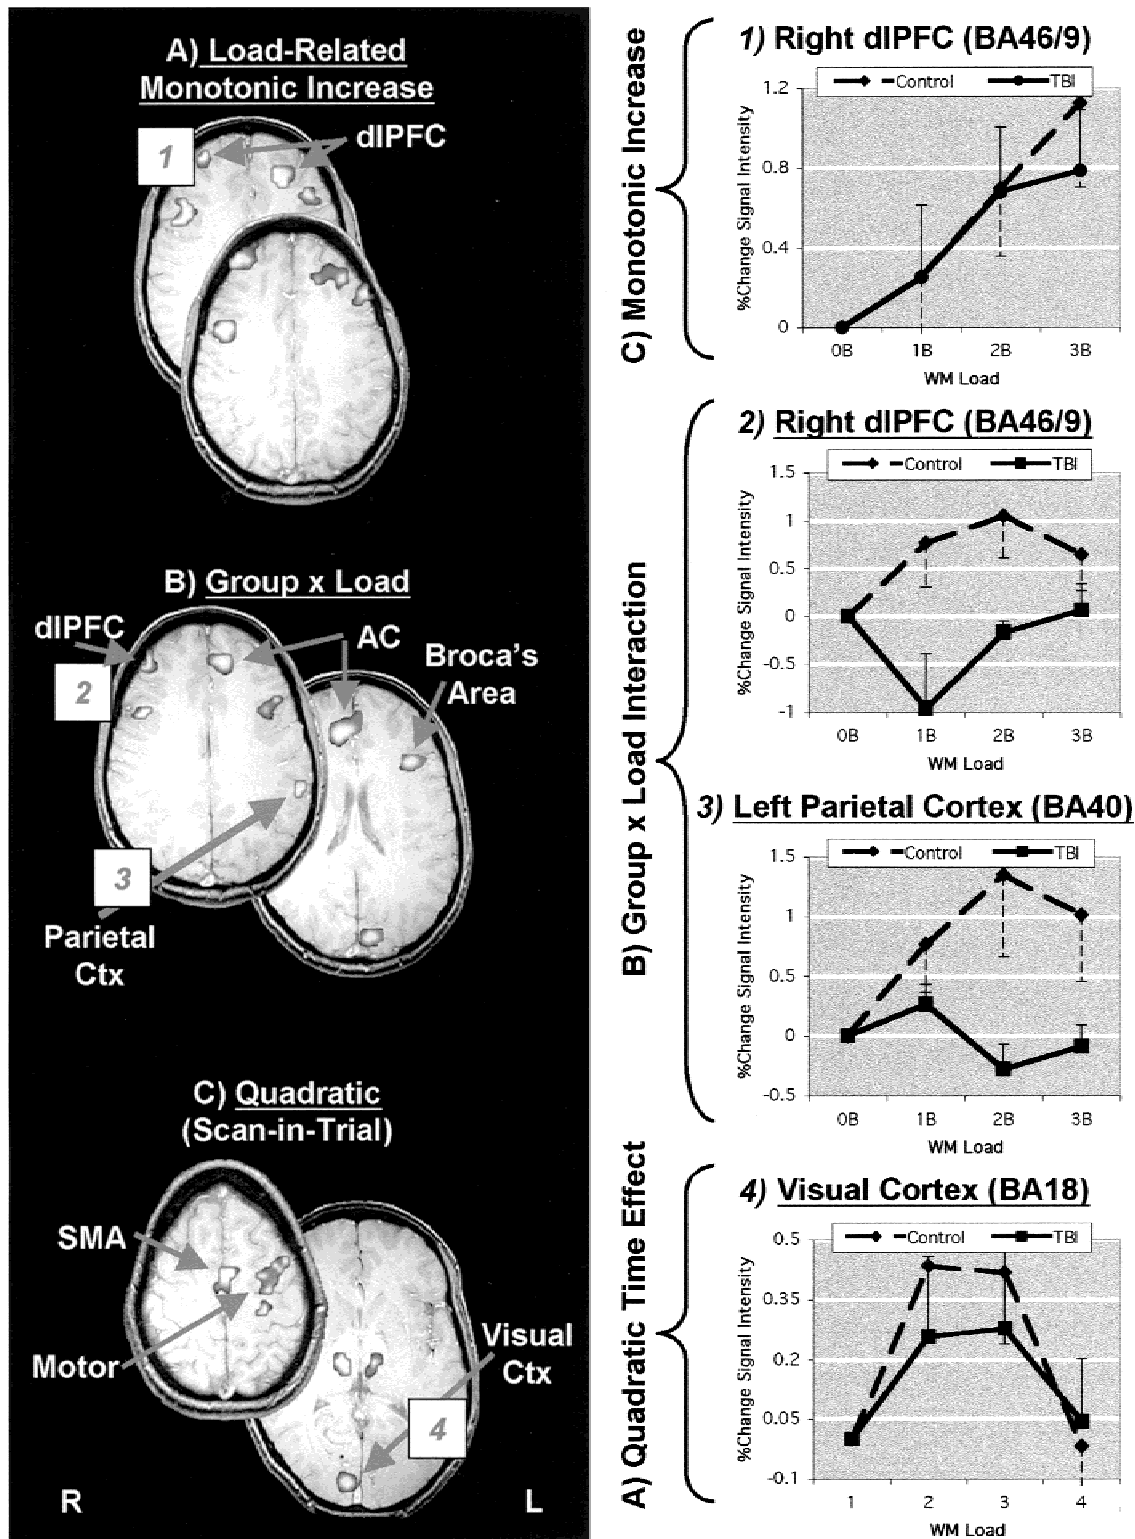 A) Load-Related
Monotonic Increase
1
dlPFC
B) Group x Load
dlPFC
AC
2
Broca's
Area
3
Parietal
Ctx
C) Quadratic
(Scan-in-Trial)
SMA
Motor
Visual
Ctx
4
R
L
C) Monotonic Increase
1) Right dlPFC (BA46/9)
Control
TBI
%Change Signal Intensity
1.2
0.8
0.4
0
0B
1B
2B
3B
WM Load
B) Group x Load Interaction
2) Right dlPFC (BA46/9)
Control
TBI
%Change Signal Intensity
1.5
1
0.5
0
-0.5
-1
0B
1B
2B
3B
WM Load
3) Left Parietal Cortex (BA40)
Control
TBI
%Change Signal Intensity
1.5
1
0.5
0
-0.5
0B
1B
2B
3B
WM Load
A) Quadratic Time Effect
4) Visual Cortex (BA18)
Control
TBI
%Change Signal Intensity
0.5
0.35
0.2
0.05
-0.1
1
2
3
4
WM Load